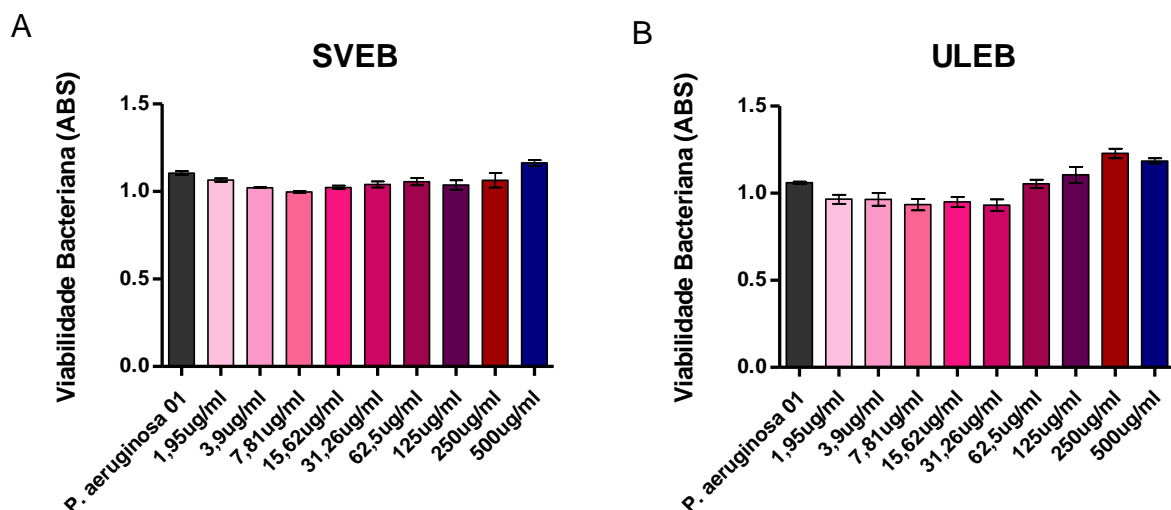 A
SVEB
Viabilidade Bacteriana (ABS)
1.5
1.0
0.5
0.0
P. aeruginosa 01
1,95ug/ml
3,9ug/ml
7,81ug/ml
15,62ug/ml
31,26ug/ml
62,5ug/ml
125ug/ml
250ug/ml
500ug/ml
B
ULEB
Viabilidade Bacteriana (ABS)
1.5
1.0
0.5
0.0
P. aeruginosa 01
1,95ug/ml
3,9ug/ml
7,81ug/ml
15,62ug/ml
31,26ug/ml
62,5ug/ml
125ug/ml
250ug/ml
500ug/ml